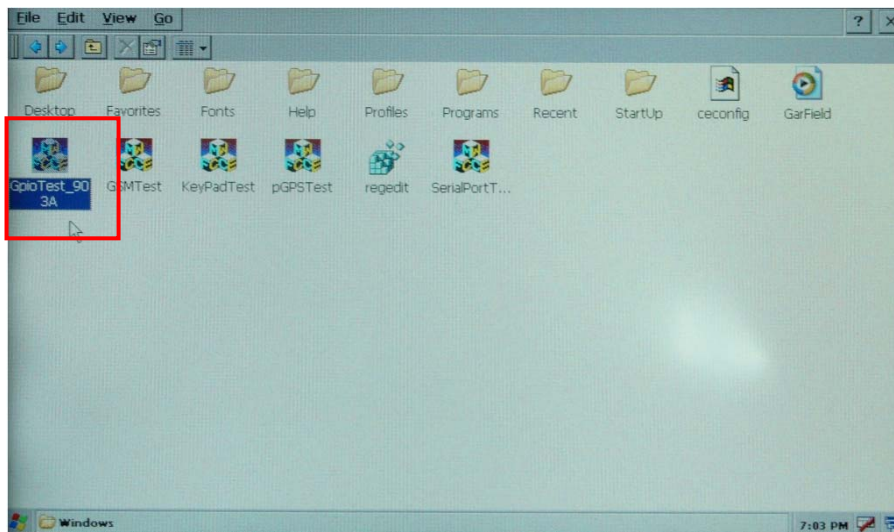 File Edit View Go
?
Desktop Favorites Fonts Help Profiles Programs Recent StartUp ceconfig GarField
GpioTest_90
3A
GSMTest KeyPadTest pGPSTest regedit SerialPortT...
Windows
7:03 PM